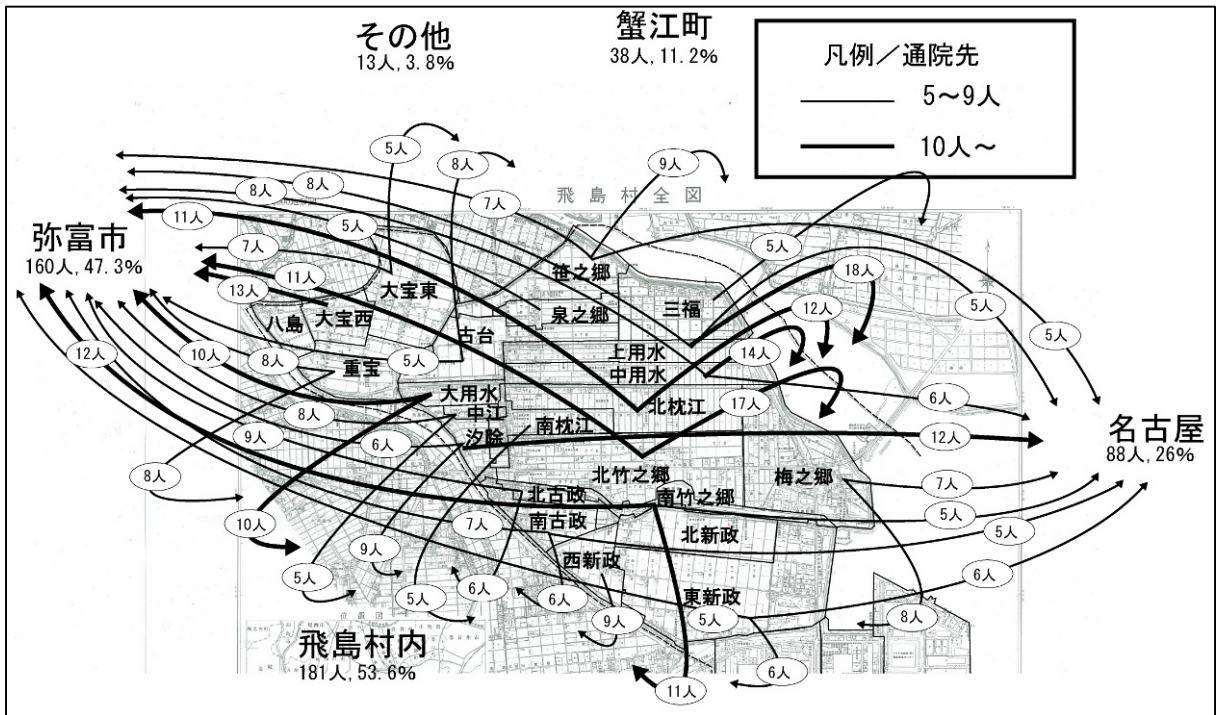 その他
13人, 3.8%
蟹江町
38人, 11.2%
凡例／通院先
5～9人
10人～
飛島村全図
弥富市
160人, 47.3%
名古屋
88人, 26%
飛島村内
181人, 53.6%
位置図
5人
8人
9人
8人
8人
7人
11人
5人
7人
11人
13人
5人
18人
12人
14人
17人
5人
5人
6人
12人
7人
5人
5人
6人
12人
10人
8人
5人
8人
9人
6人
8人
7人
10人
5人
9人
5人
6人
6人
9人
5人
11人
6人
8人
笹之郷
大宝東
三福
泉之郷
大宝西
八島
古台
上用水
重宝
中用水
大用水
北枕江
中江
南枕江
汐除
北竹之郷
梅之郷
北古政
南竹之郷
南古政
北新政
西新政
東新政